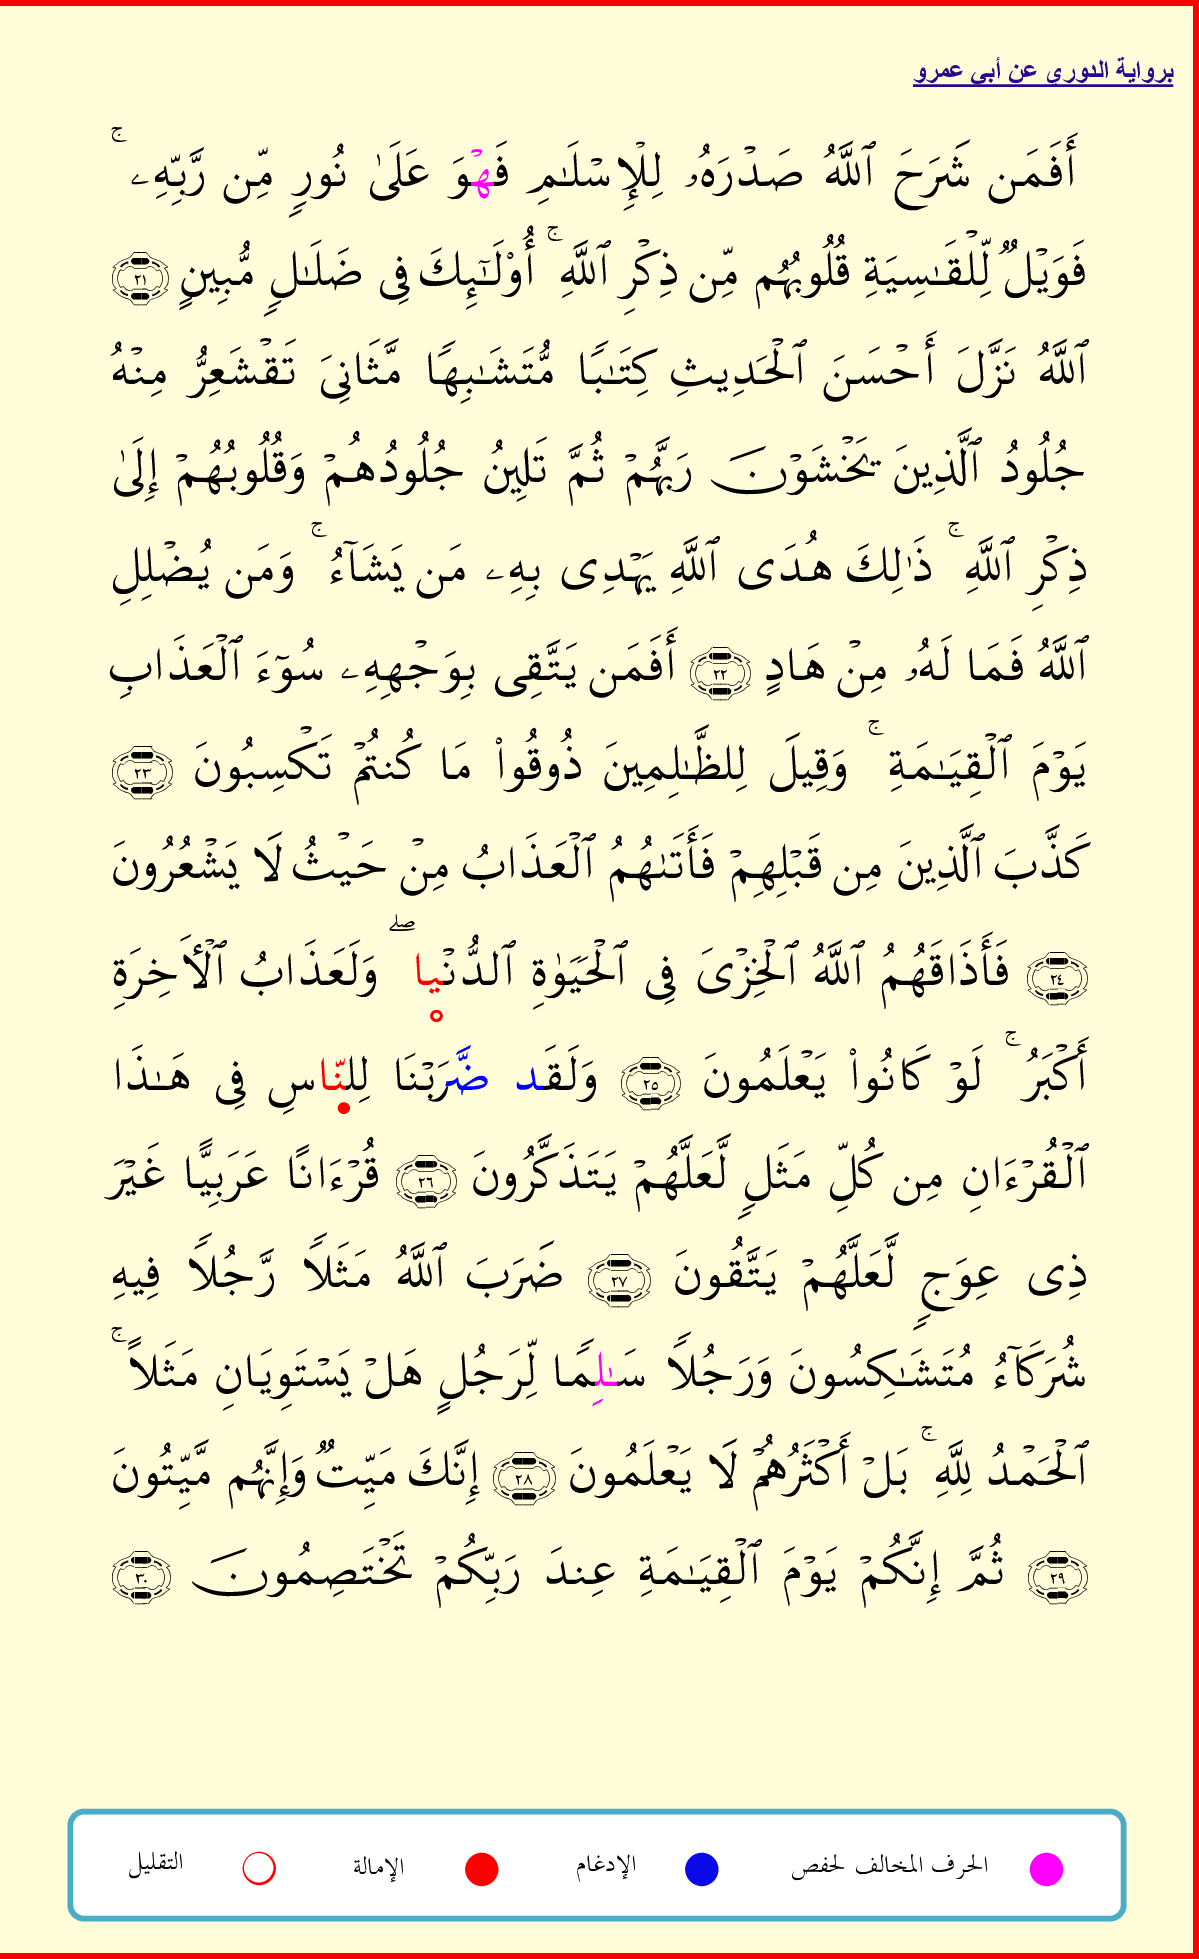 برواية الدوري عن أبي عمرو
أَفَمَن شَرَحَ ٱللَّهُ صَدْرَهُۥ لِلْإِسْلَٰمِ فَهْوَ عَلَىٰ نُورٍ مِّن رَّبِّهِۦ ۚ
فَوَيْلٌ لِّلْقَٰسِيَةِ قُلُوبُهُم مِّن ذِكْرِ ٱللَّهِ ۚ أُوْلَٰٓئِكَ فِى ضَلَٰلٍ مُّبِينٍ ٢١
ٱللَّهُ نَزَّلَ أَحْسَنَ ٱلْحَدِيثِ كِتَٰبًا مُّتَشَٰبِهًا مَّثَانِىَ تَقْشَعِرُّ مِنْهُ
جُلُودُ ٱلَّذِينَ يَخْشَوْنَ رَبَّهُمْ ثُمَّ تَلِينُ جُلُودُهُمْ وَقُلُوبُهُمْ إِلَىٰ
ذِكْرِ ٱللَّهِ ۚ ذَٰلِكَ هُدَى ٱللَّهِ يَهْدِى بِهِۦ مَن يَشَآءُ ۚ وَمَن يُضْلِلِ
ٱللَّهُ فَمَا لَهُۥ مِنْ هَادٍ ٢٢ أَفَمَن يَتَّقِى بِوَجْهِهِۦ سُوٓءَ ٱلْعَذَابِ
يَوْمَ ٱلْقِيَٰمَةِ ۚ وَقِيلَ لِلظَّٰلِمِينَ ذُوقُوا۟ مَا كُنتُمْ تَكْسِبُونَ ٢٣
كَذَّبَ ٱلَّذِينَ مِن قَبْلِهِمْ فَأَتَىٰهُمُ ٱلْعَذَابُ مِنْ حَيْثُ لَا يَشْعُرُونَ
٢٤ فَأَذَاقَهُمُ ٱللَّهُ ٱلْخِزْىَ فِى ٱلْحَيَوٰةِ ٱلدُّنْيا ۖ وَلَعَذَابُ ٱلْأَخِرَةِ
أَكْبَرُ ۚ لَوْ كَانُوا۟ يَعْلَمُونَ ٢٥ وَلَقَد ضَّرَبْنَا لِلنَّاسِ فِى هَٰذَا
ٱلْقُرْءَانِ مِن كُلِّ مَثَلٍ لَّعَلَّهُمْ يَتَذَكَّرُونَ ٢٦ قُرْءَانًا عَرَبِيًّا غَيْرَ
ذِى عِوَجٍ لَّعَلَّهُمْ يَتَّقُونَ ٢٧ ضَرَبَ ٱللَّهُ مَثَلًا رَّجُلًا فِيهِ
شُرَكَآءُ مُتَشَٰكِسُونَ وَرَجُلًا سَٰلِمًا لِّرَجُلٍ هَلْ يَسْتَوِيَانِ مَثَلًا ۚ
ٱلْحَمْدُ لِلَّهِ ۚ بَلْ أَكْثَرُهُمْ لَا يَعْلَمُونَ ٢٨ إِنَّكَ مَيِّتٌ وَإِنَّهُم مَّيِّتُونَ
٢٩ ثُمَّ إِنَّكُمْ يَوْمَ ٱلْقِيَٰمَةِ عِندَ رَبِّكُمْ تَخْتَصِمُونَ ٣٠
الحرف المخالف لحفص الإدغام الإمالة التقليل